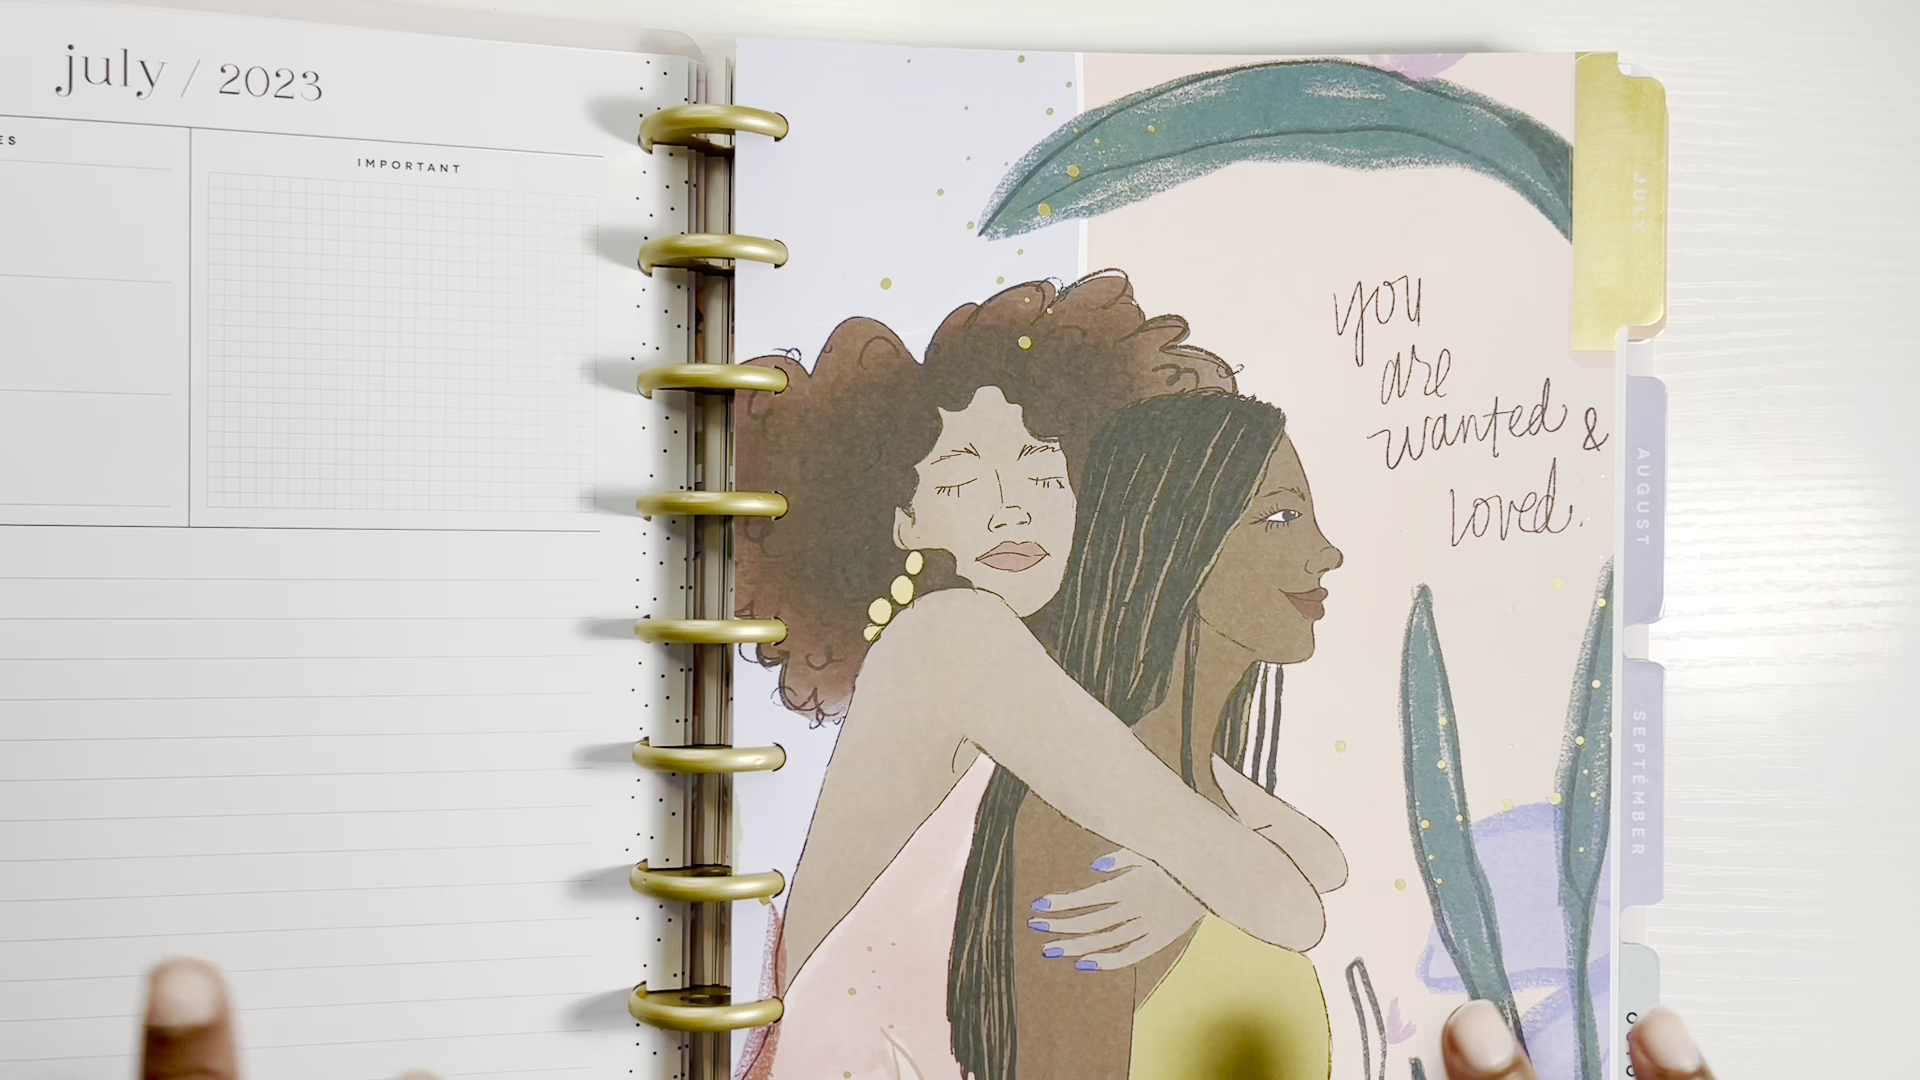 july / 2023
IMPORTANT
you
are
wanted &
loved.
JULY
AUGUST
SEPTEMBER